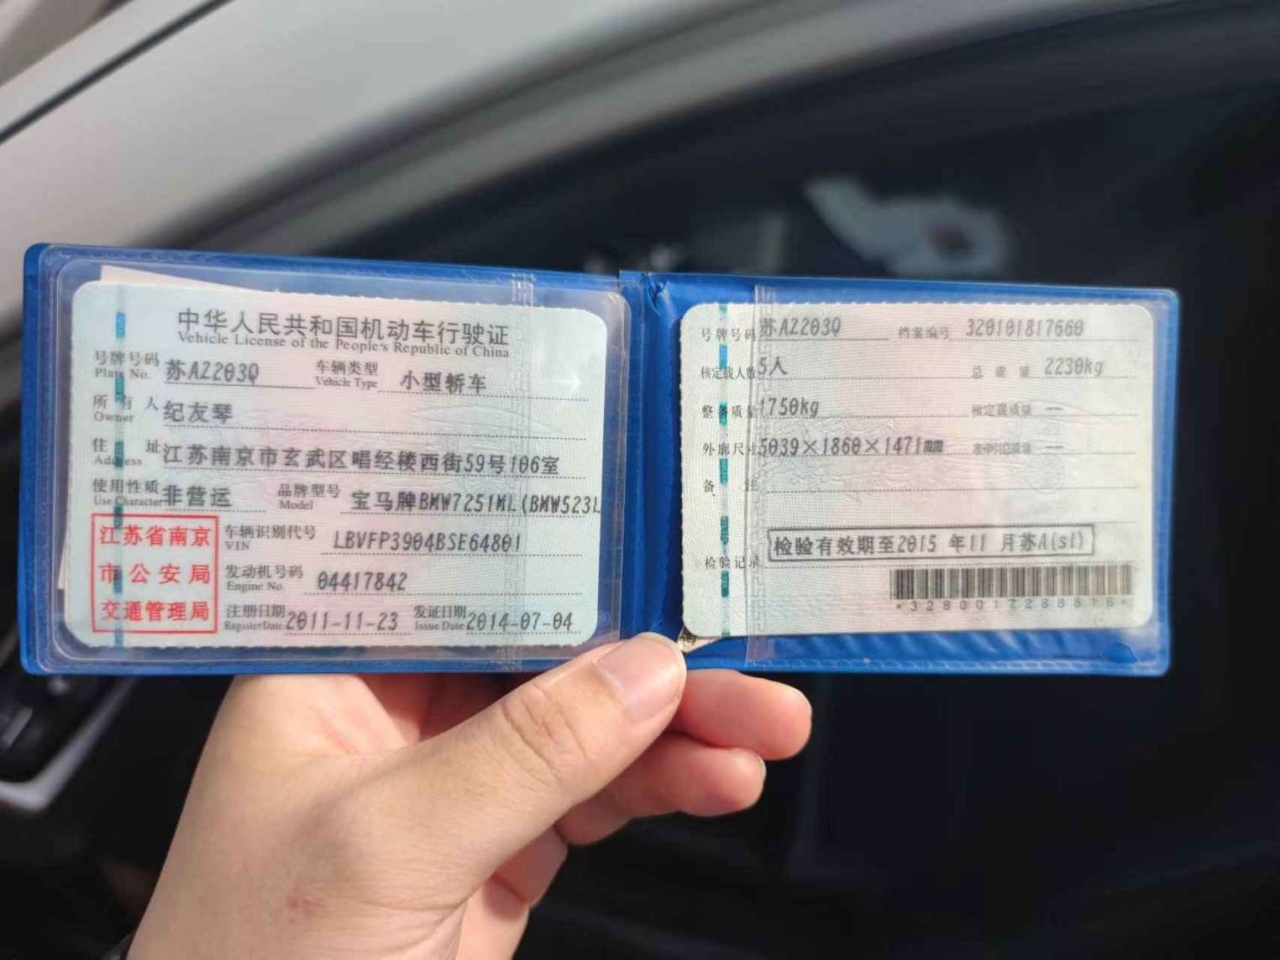 中华人民共和国机动车行驶证
Vehicle License of the People's Republic of China
号牌号码 苏AZ203Q 车辆类型 小型轿车
Plate No. Vehicle Type
所有人 纪友琴
Owner
住址 江苏南京市玄武区唱经楼西街59号106室
Address
使用性质 非营运 品牌型号 宝马牌BMW7251ML(BMW523L
Use Character Model
江苏省南京
市公安局
交通管理局
车辆识别代号 LBVFP3904BSE64801
VIN
发动机号码 04417842
Engine No.
注册日期 2011-11-23 发证日期 2014-07-04
Register Date Issue Date
号牌号码 苏AZ203Q 档案编号 320101817660
核定载人数 5人 总质量 2230kg
整备质量 1750kg 核定载质量 —
外廓尺寸 5039×1860×1471mm 准牵引总质量 —
备注
检验记录 检验有效期至2015 年11 月苏A(sl)